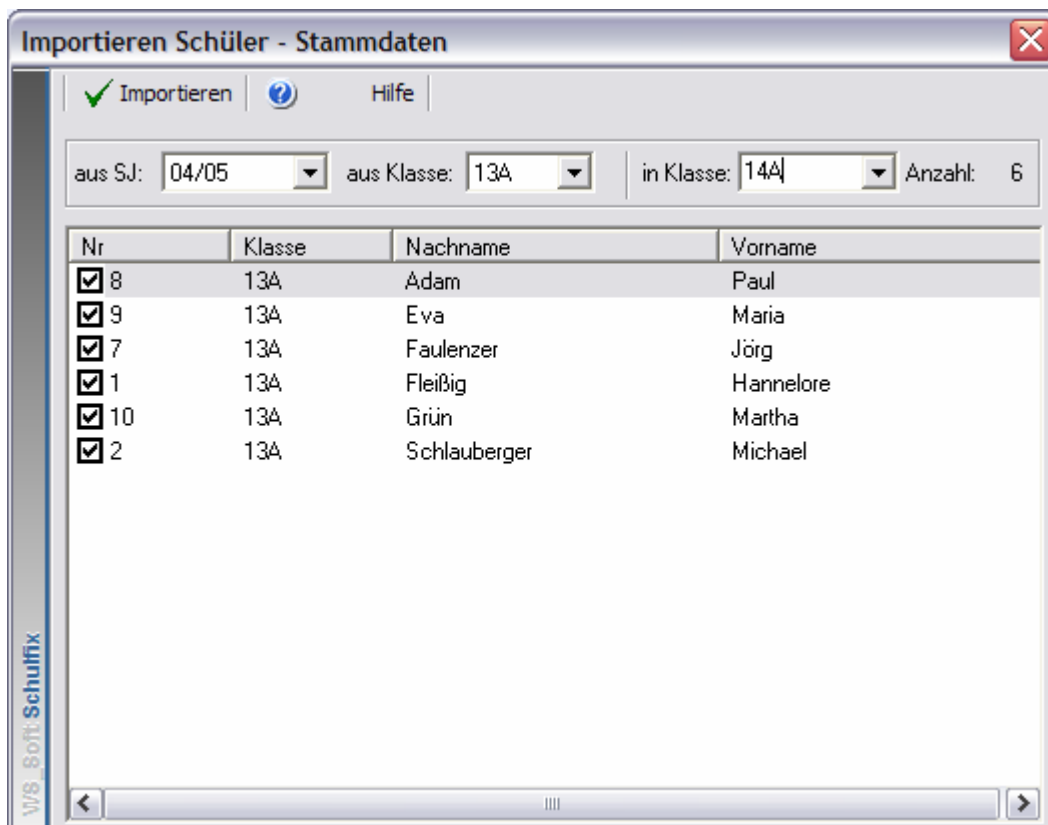 Importieren Schüler - Stammdaten
Importieren Hilfe
aus SJ: 04/05 aus Klasse: 13A in Klasse: 14A Anzahl: 6
Nr Klasse Nachname Vorname
8 13A Adam Paul
9 13A Eva Maria
7 13A Faulenzer Jörg
1 13A Fleißig Hannelore
10 13A Grün Martha
2 13A Schlauberger Michael
WS_Soft Schulfix